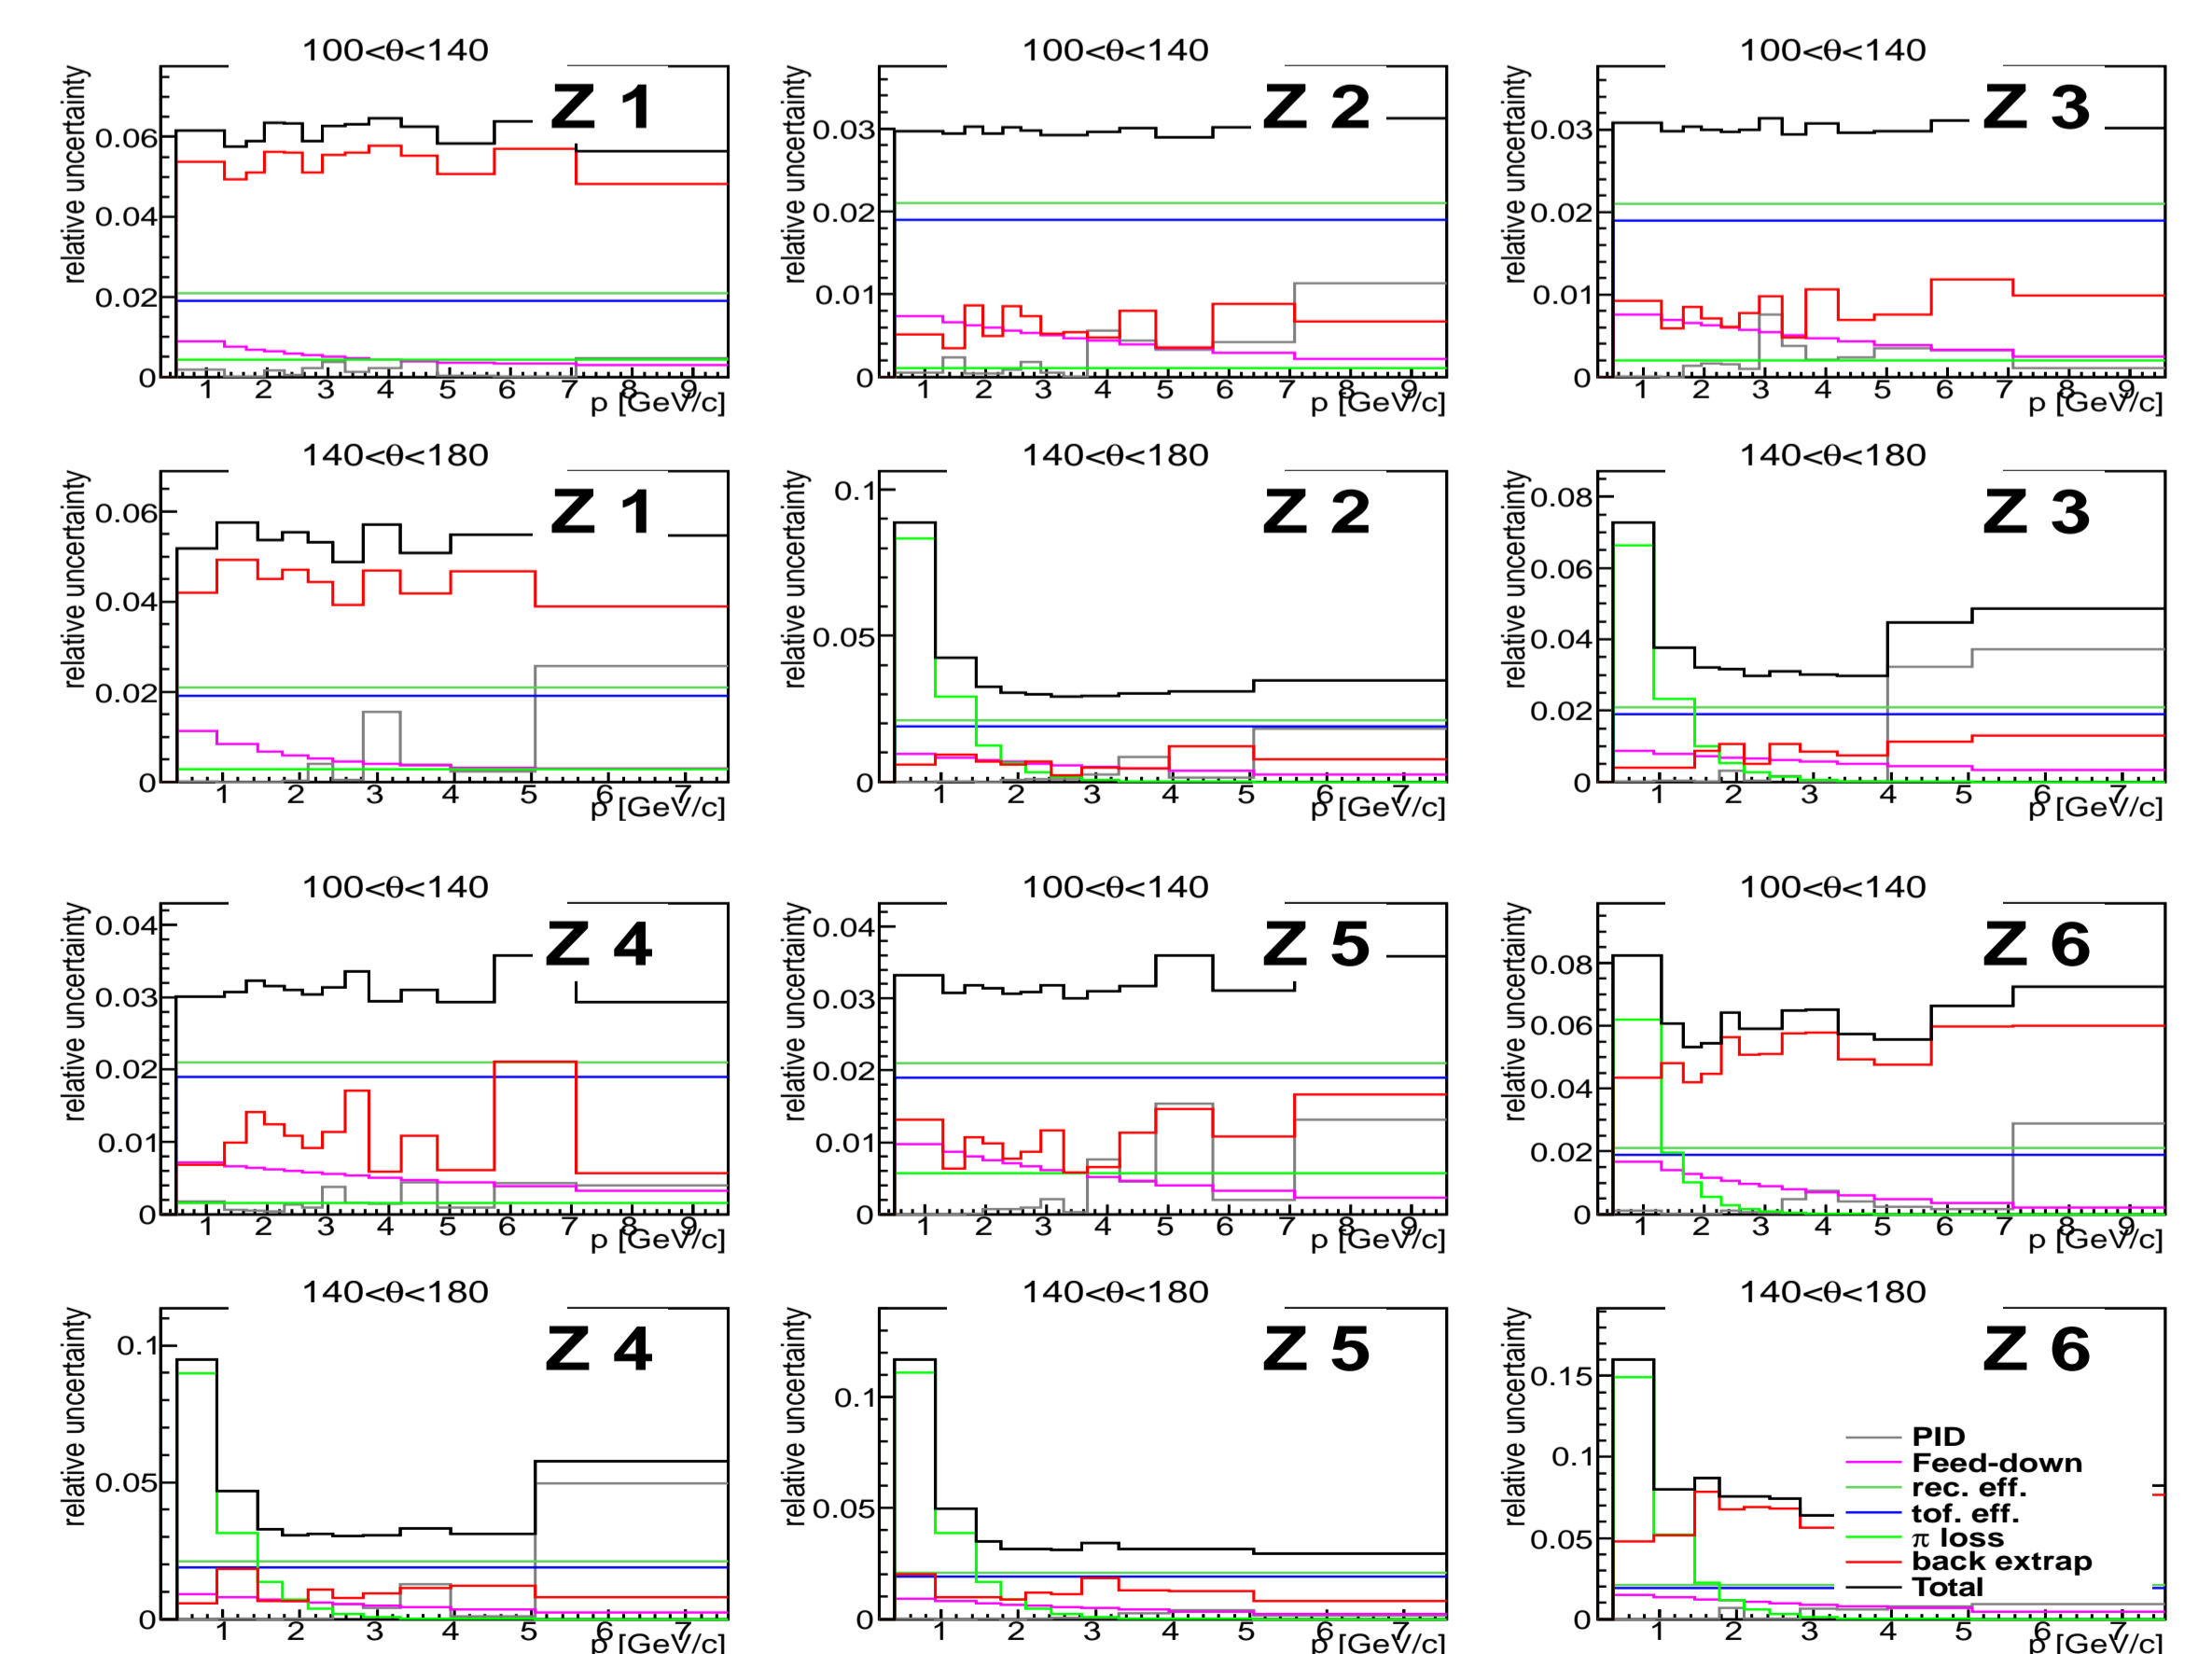 100<θ<140
relative uncertainty
Z 1
0.06
0.04
0.02
0
1 2 3 4 5 6 7 8 9
p [GeV/c]
100<θ<140
relative uncertainty
Z 2
0.03
0.02
0.01
0
1 2 3 4 5 6 7 8 9
p [GeV/c]
100<θ<140
relative uncertainty
Z 3
0.03
0.02
0.01
0
1 2 3 4 5 6 7 8 9
p [GeV/c]
140<θ<180
relative uncertainty
Z 1
0.06
0.04
0.02
0
1 2 3 4 5 6 7
p [GeV/c]
140<θ<180
relative uncertainty
Z 2
0.1
0.05
0
1 2 3 4 5 6 7
p [GeV/c]
140<θ<180
relative uncertainty
Z 3
0.08
0.06
0.04
0.02
0
1 2 3 4 5 6 7
p [GeV/c]
100<θ<140
relative uncertainty
Z 4
0.04
0.03
0.02
0.01
0
1 2 3 4 5 6 7 8 9
p [GeV/c]
100<θ<140
relative uncertainty
Z 5
0.04
0.03
0.02
0.01
0
1 2 3 4 5 6 7 8 9
p [GeV/c]
100<θ<140
relative uncertainty
Z 6
0.08
0.06
0.04
0.02
0
1 2 3 4 5 6 7 8 9
p [GeV/c]
140<θ<180
relative uncertainty
Z 4
0.1
0.05
0
1 2 3 4 5 6 7
p [GeV/c]
140<θ<180
relative uncertainty
Z 5
0.1
0.05
0
1 2 3 4 5 6 7
p [GeV/c]
140<θ<180
relative uncertainty
Z 6
0.15
0.1
0.05
0
PID
Feed-down
rec. eff.
tof. eff.
π loss
back extrap
Total
1 2 3 4 5 6 7
p [GeV/c]